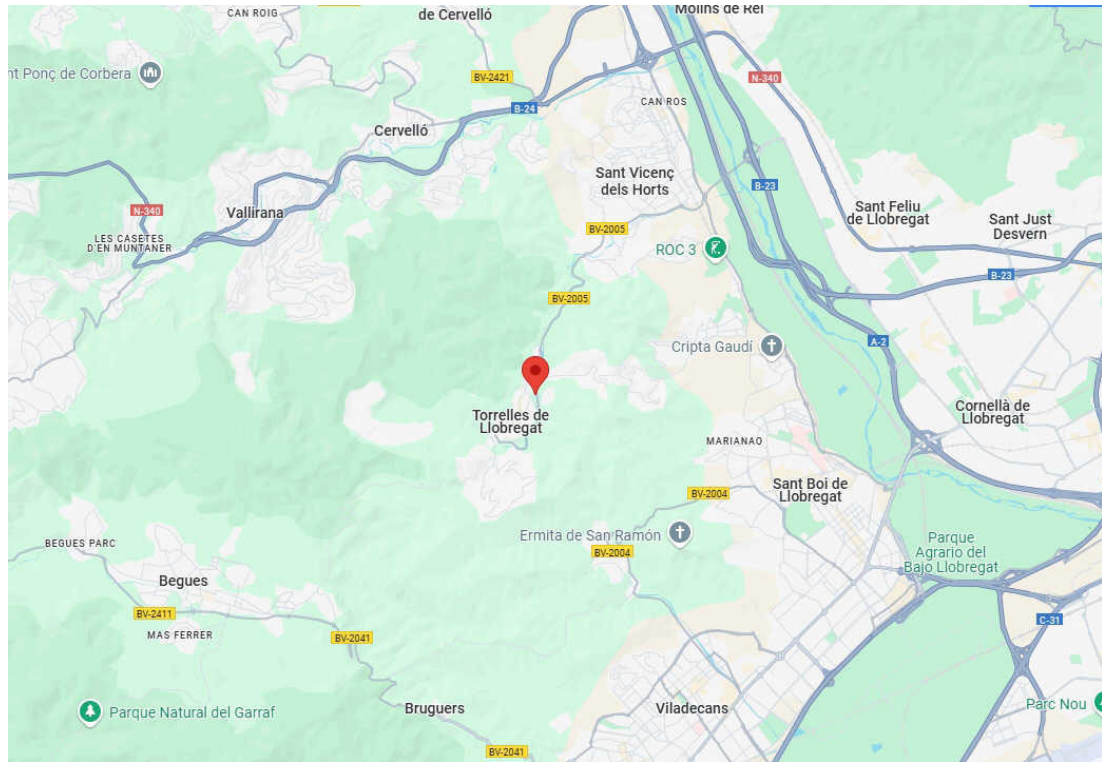 CAN ROIG
de Cervelló
Molins de Rei
nt Ponç de Corbera
BV-2421
N-340
B-24
CAN ROS
Cervelló
Sant Vicenç
dels Horts
B-23
N-340
Vallirana
Sant Feliu
de Llobregat
Sant Just
Desvern
LES CASETES
D'EN MUNTANER
BV-2005
ROC 3
B-23
BV-2005
A-2
Cripta Gaudí
Torrelles de
Llobregat
Cornellà de
Llobregat
MARIANAO
Sant Boi de
Llobregat
BV-2004
Ermita de San Ramón
BV-2004
Parque
Agrario del
Bajo Llobregat
BEGUES PARC
Begues
BV-2411
MAS FERRER
BV-2041
C-31
Parque Natural del Garraf
Bruguers
Viladecans
Parc Nou
BV-2041